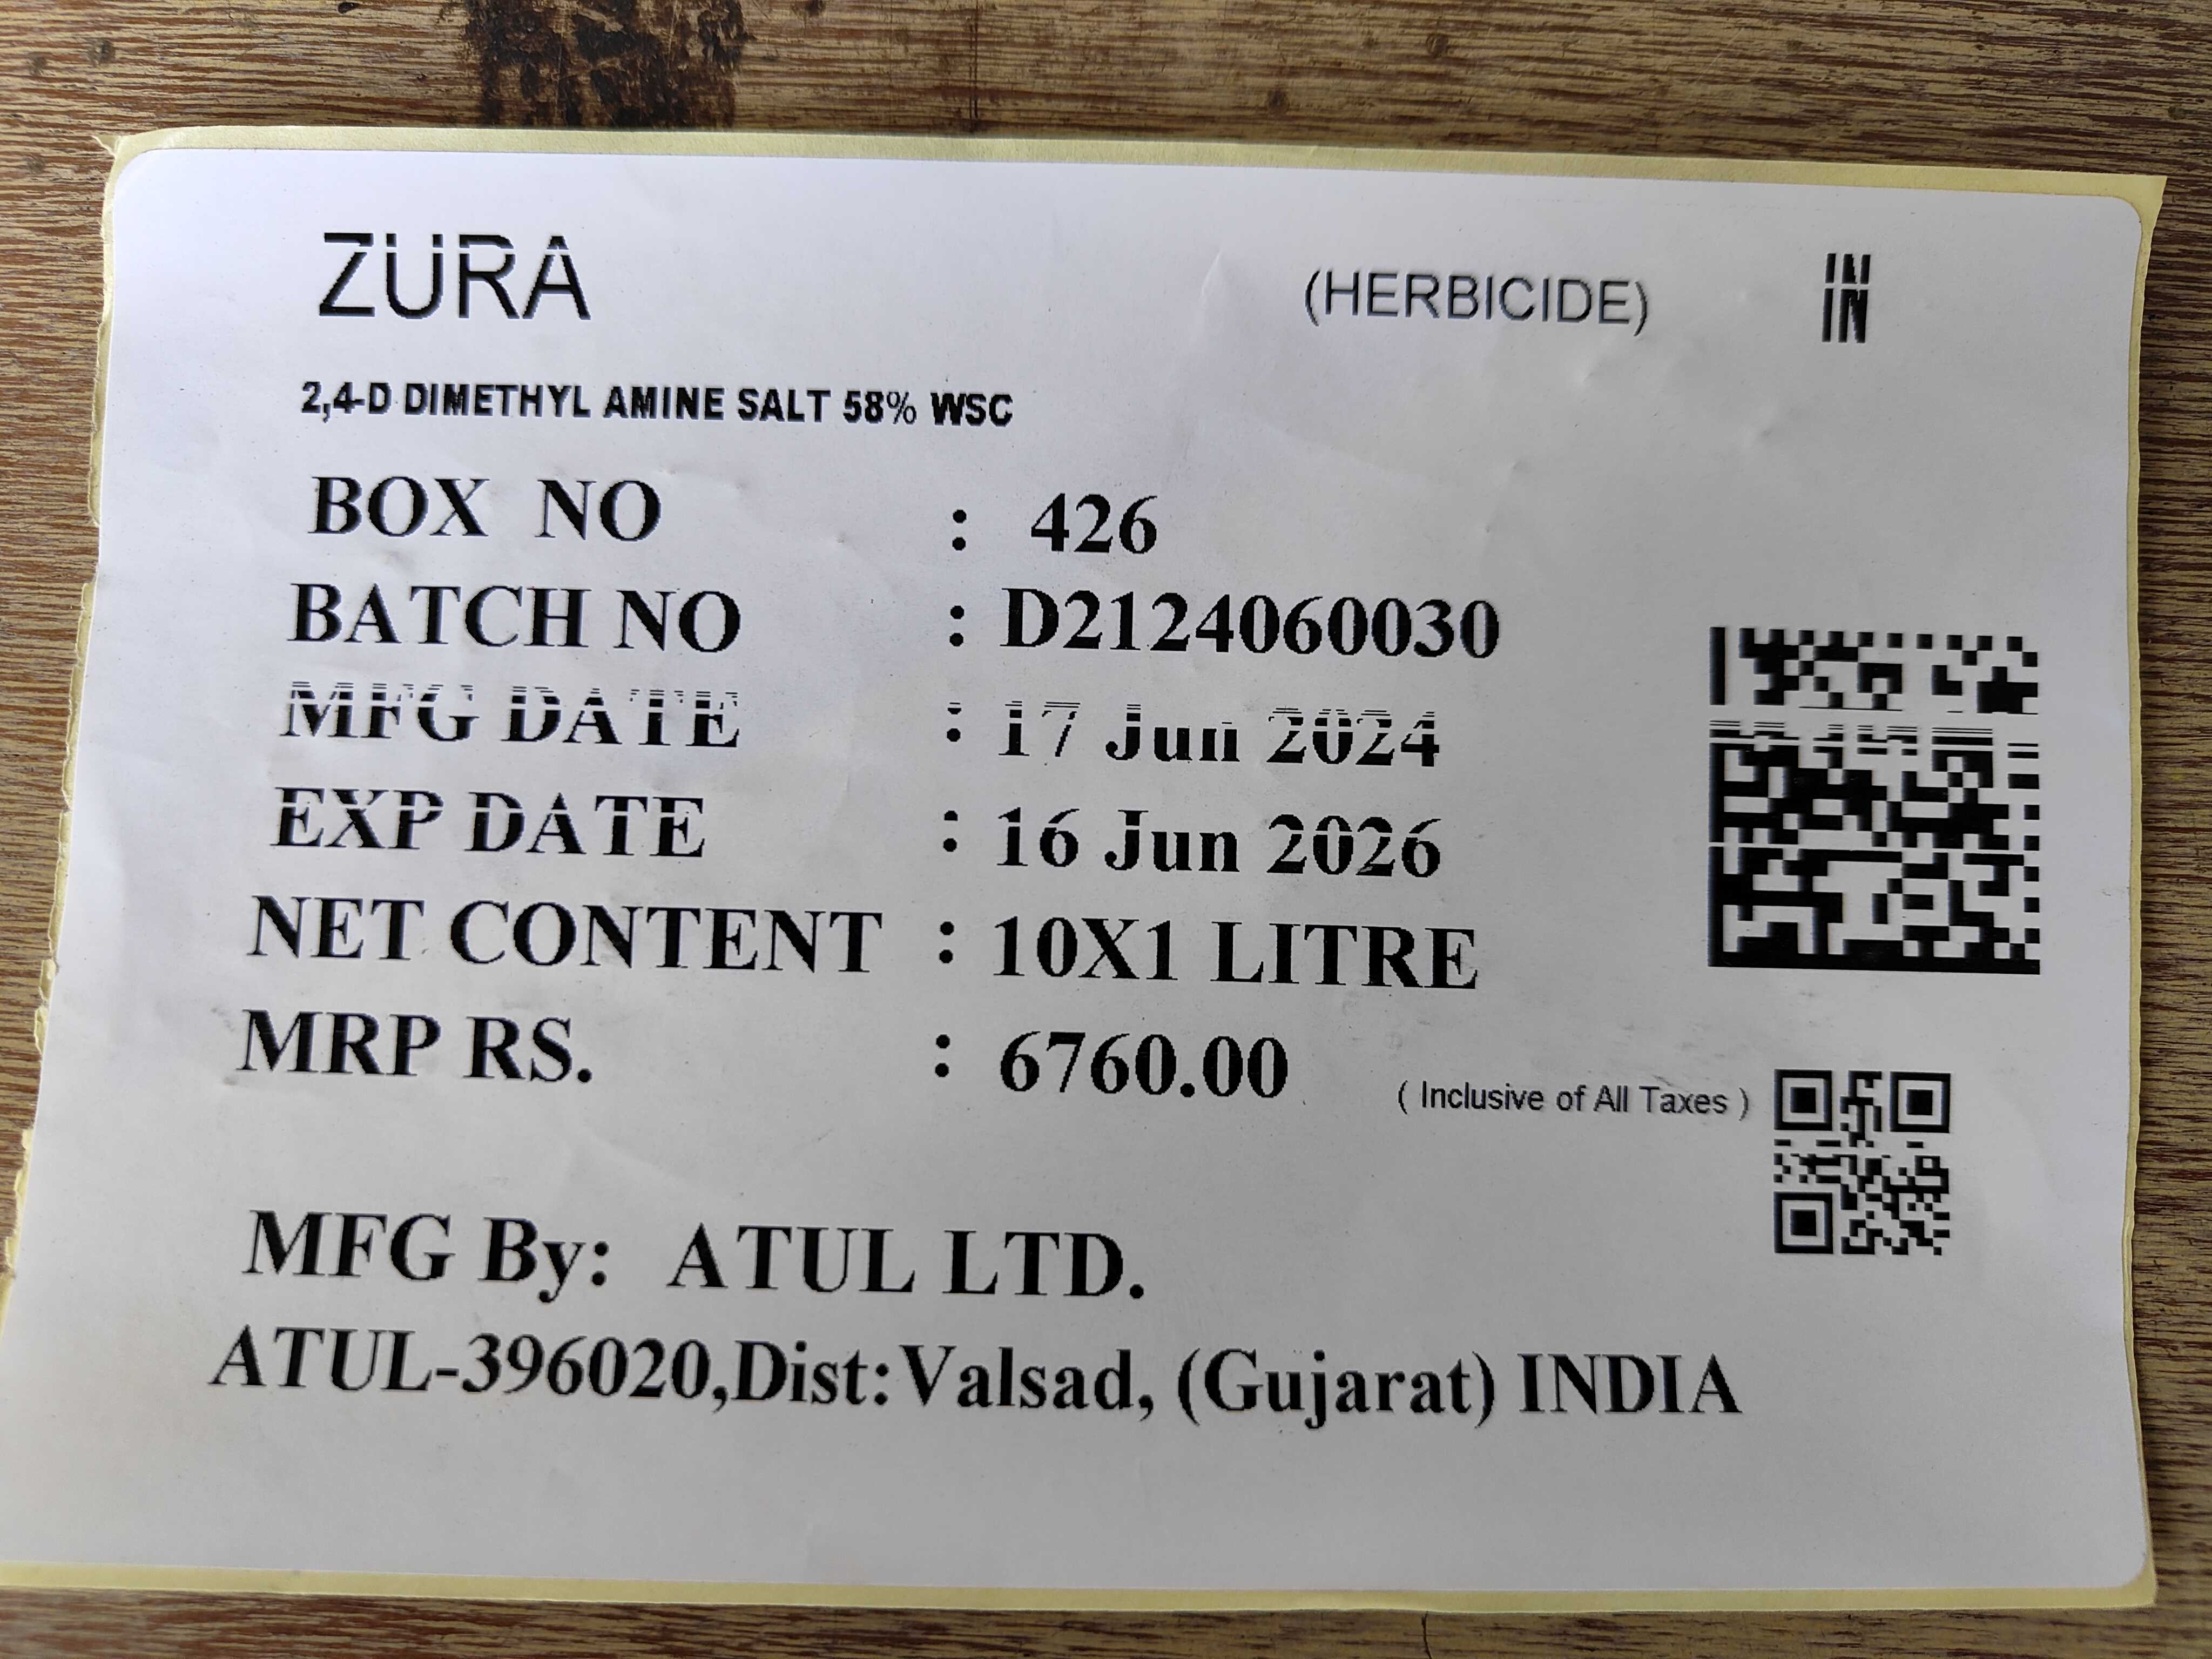 ZURA (HERBICIDE) IN
2,4-D DIMETHYL AMINE SALT 58% WSC
BOX NO : 426
BATCH NO : D2124060030
MFG DATE : 17 Jun 2024
EXP DATE : 16 Jun 2026
NET CONTENT : 10X1 LITRE
MRP RS. : 6760.00 ( Inclusive of All Taxes )
MFG By: ATUL LTD.
ATUL-396020,Dist:Valsad, (Gujarat) INDIA